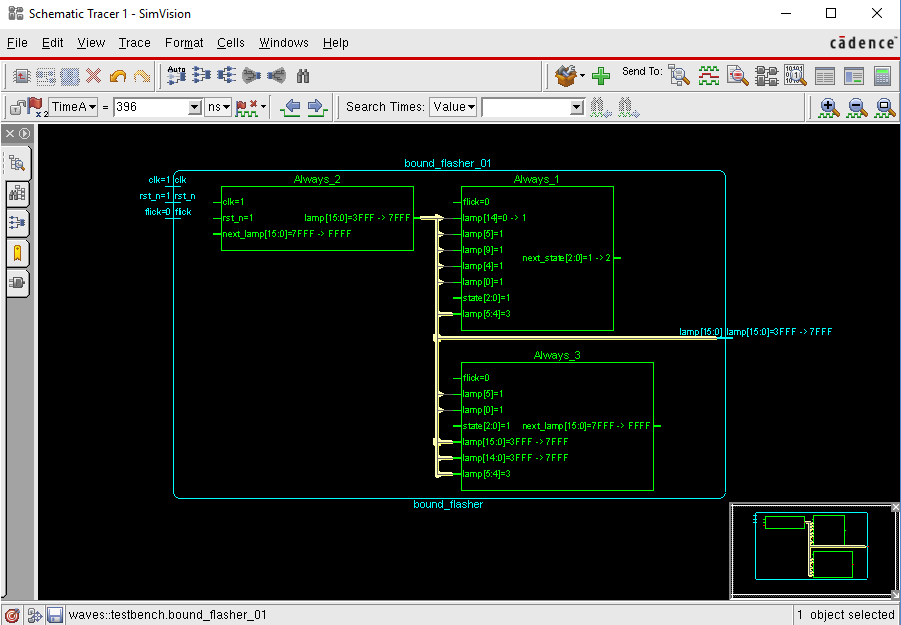 Schematic Tracer 1 - SimVision
File Edit View Trace Format Cells Windows Help
cādence
Auto
Send To:
TimeA = 396 ns
Search Times: Value
bound_flasher_01
clk=1 clk
rst_n=1 rst_n
flick=0 flick
Always_2
clk=1
rst_n=1 lamp[15:0]=3FFF -> 7FFF
next_lamp[15:0]=7FFF -> FFFF
Always_1
flick=0
lamp[14]=0 -> 1
lamp[5]=1
lamp[9]=1
next_state[2:0]=1 -> 2
lamp[4]=1
lamp[0]=1
state[2:0]=1
lamp[5:4]=3
lamp[15:0] lamp[15:0]=3FFF -> 7FFF
Always_3
flick=0
lamp[5]=1
lamp[0]=1
state[2:0]=1 next_lamp[15:0]=7FFF -> FFFF
lamp[15:0]=3FFF -> 7FFF
lamp[14:0]=3FFF -> 7FFF
lamp[5:4]=3
bound_flasher
waves::testbench.bound_flasher_01
1 object selected